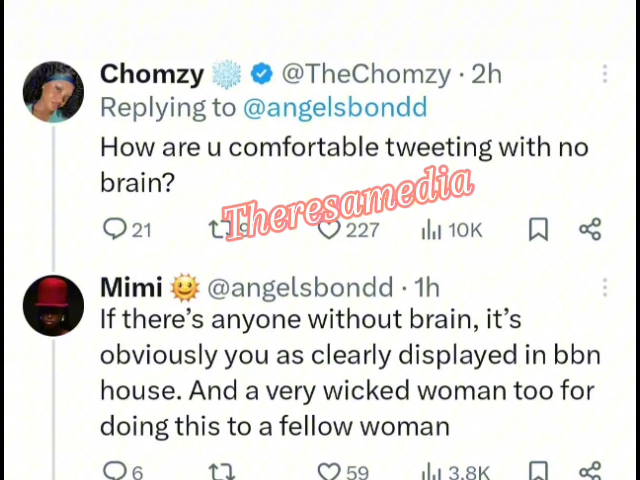 Chomzy ❄️ @TheChomzy · 2h
Replying to @angelsbondd
How are u comfortable tweeting with no
brain?
Theresamedia
21 227 10K
Mimi 🌞 @angelsbondd · 1h
If there's anyone without brain, it's
obviously you as clearly displayed in bbn
house. And a very wicked woman too for
doing this to a fellow woman
6 59 3.8K